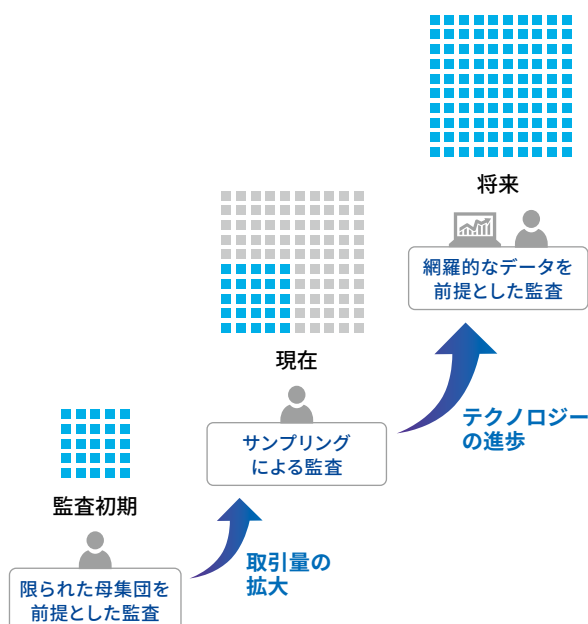 将来
網羅的なデータを
前提とした監査
現在
サンプリング
による監査
テクノロジー
の進歩
監査初期
限られた母集団を
前提とした監査
取引量の
拡大